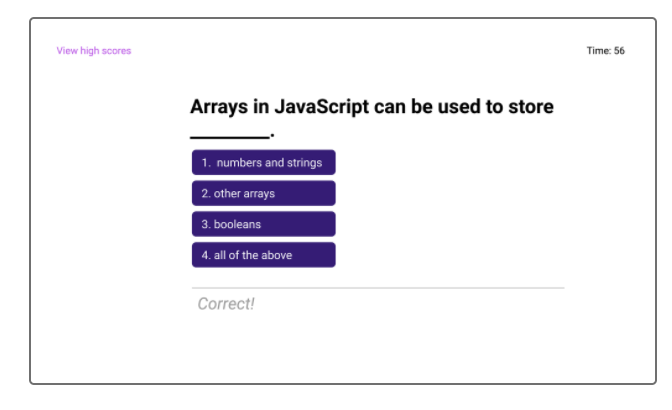 View high scores
Time: 56
Arrays in JavaScript can be used to store
________.
1. numbers and strings
2. other arrays
3. booleans
4. all of the above
Correct!